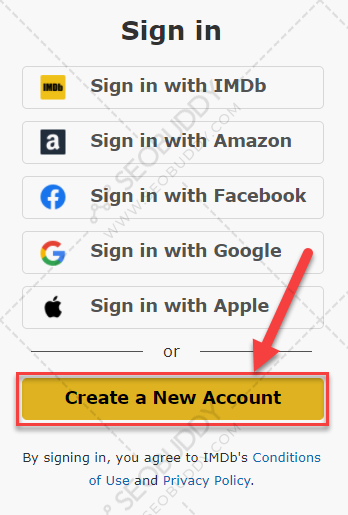 Sign in
IMDb Sign in with IMDb
a Sign in with Amazon
f Sign in with Facebook
G Sign in with Google
Sign in with Apple
or
Create a New Account
By signing in, you agree to IMDb's Conditions
of Use and Privacy Policy.
SEOBUDDY
WWW.SEOBUDDY.COM
SEOBUDDY